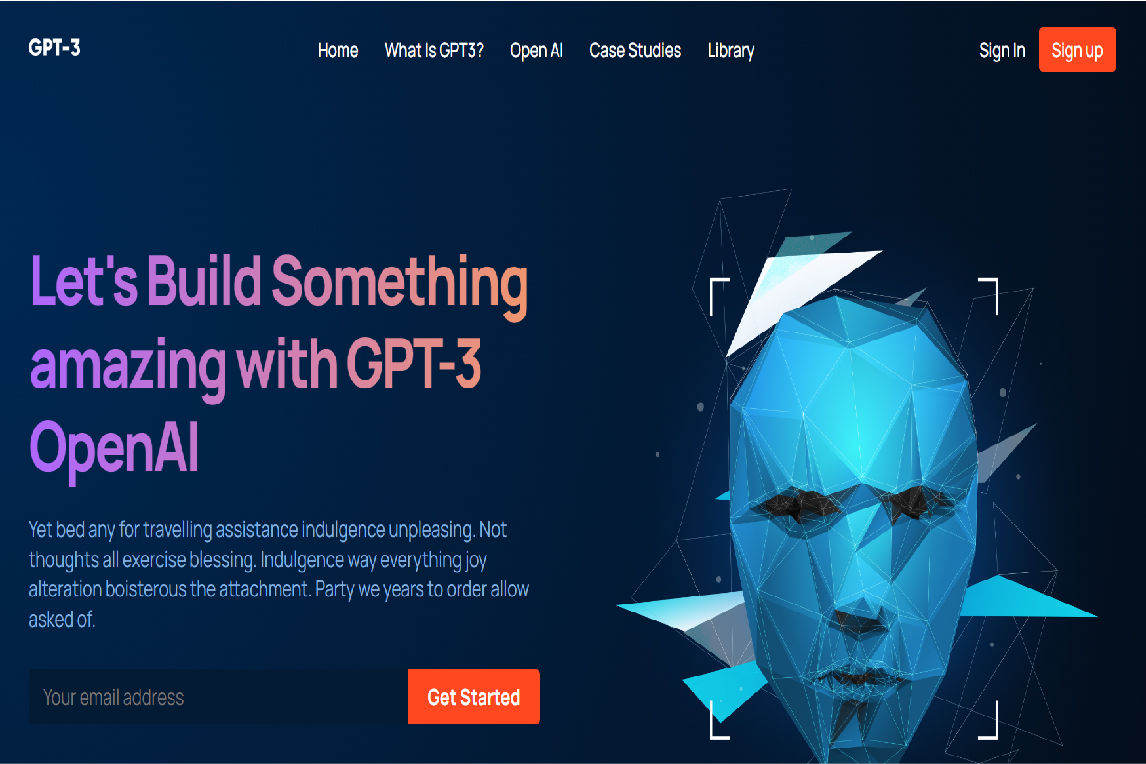 GPT-3
Home What Is GPT3? Open AI Case Studies Library
Sign In Sign up
Let's Build Something
amazing with GPT-3
OpenAI
Yet bed any for travelling assistance indulgence unpleasing. Not
thoughts all exercise blessing. Indulgence way everything joy
alteration boisterous the attachment. Party we years to order allow
asked of.
Your email address
Get Started